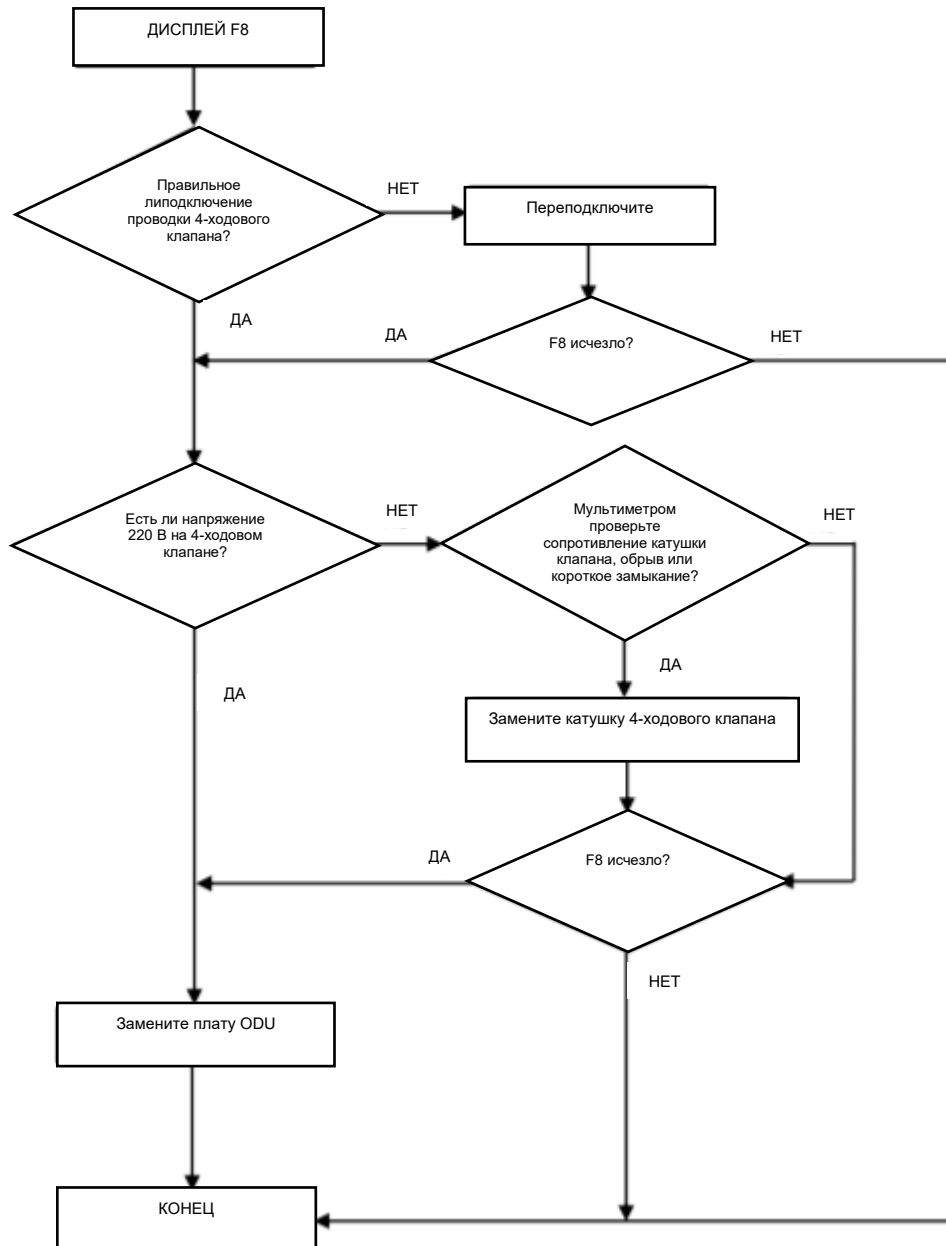 ДИСПЛЕЙ F8
Правильное
липодключение
проводки 4-ходового
клапана?
НЕТ
Переподключите
ДА
ДА
F8 исчезло?
НЕТ
Есть ли напряжение
220 В на 4-ходовом
клапане?
НЕТ
Мультиметром
проверьте
сопротивление катушки
клапана, обрыв или
короткое замыкание?
НЕТ
ДА
ДА
Замените катушку 4-ходового клапана
ДА
F8 исчезло?
НЕТ
Замените плату ODU
КОНЕЦ